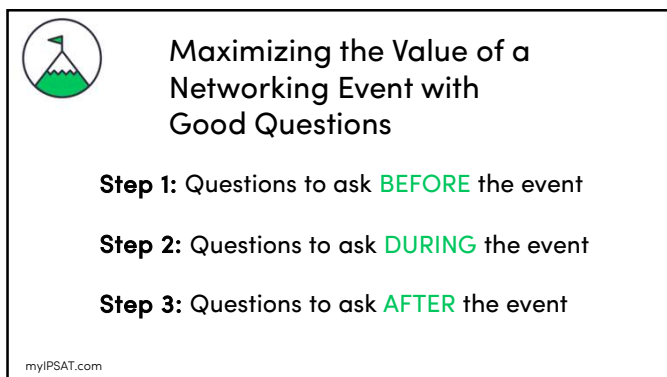 Maximizing the Value of a
Networking Event with
Good Questions
Step 1: Questions to ask BEFORE the event
Step 2: Questions to ask DURING the event
Step 3: Questions to ask AFTER the event
myIPSAT.com